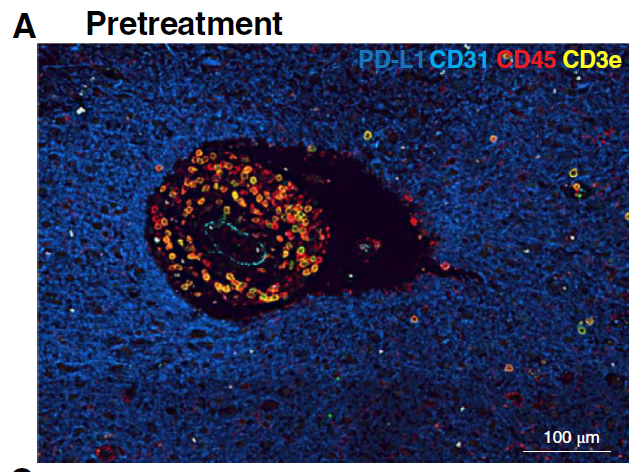 A Pretreatment
PD-L1 CD31 CD45 CD3e
100 µm